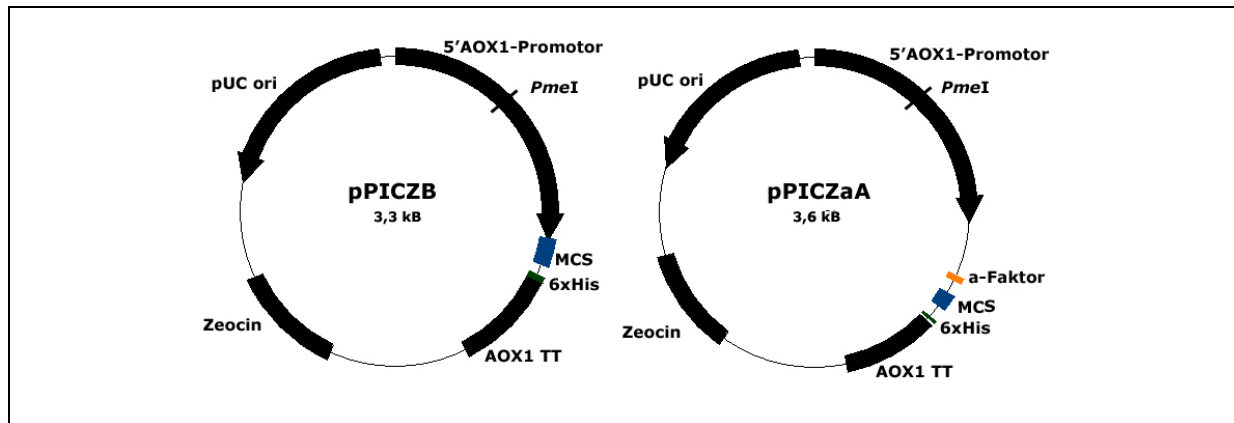 5'AOX1-Promotor
pUC ori
PmeI
pPICZB
3,3 kB
MCS
6xHis
Zeocin
AOX1 TT
5'AOX1-Promotor
pUC ori
PmeI
pPICZaA
3,6 kB
a-Faktor
MCS
6xHis
Zeocin
AOX1 TT